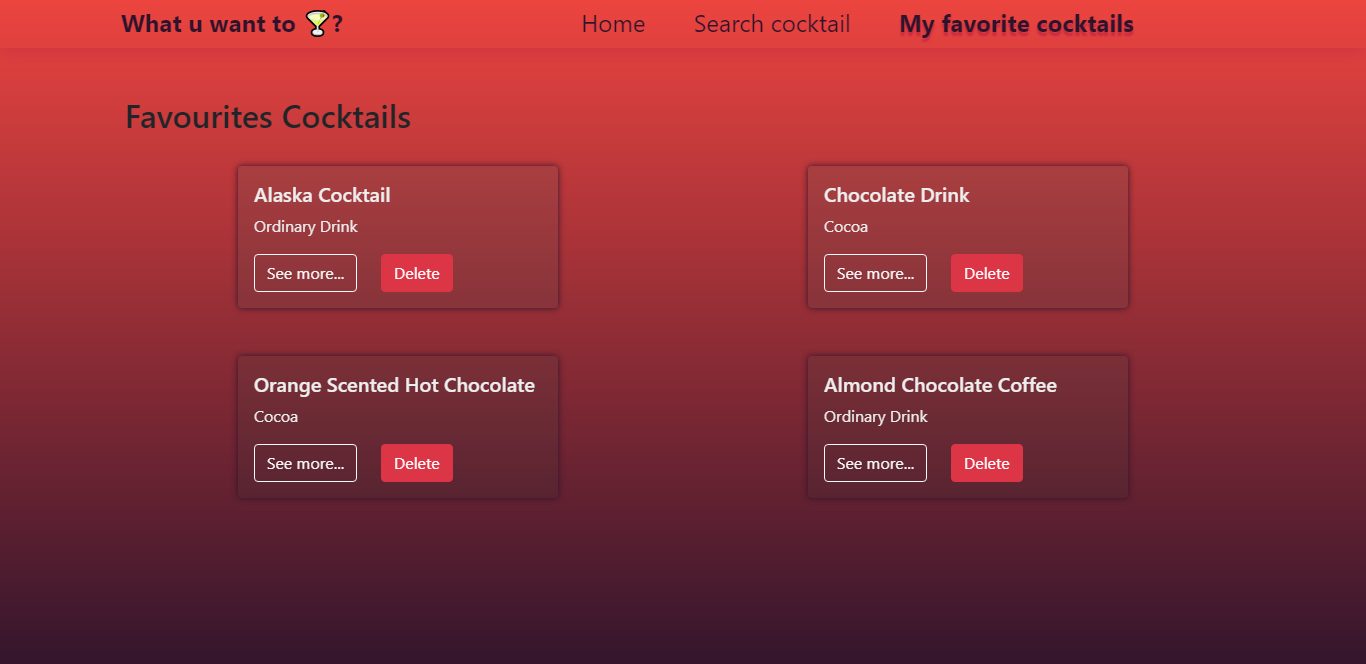 What u want to 🍸?
Home
Search cocktail
My favorite cocktails
Favourites Cocktails
Alaska Cocktail
Ordinary Drink
See more...
Delete
Chocolate Drink
Cocoa
See more...
Delete
Orange Scented Hot Chocolate
Cocoa
See more...
Delete
Almond Chocolate Coffee
Ordinary Drink
See more...
Delete